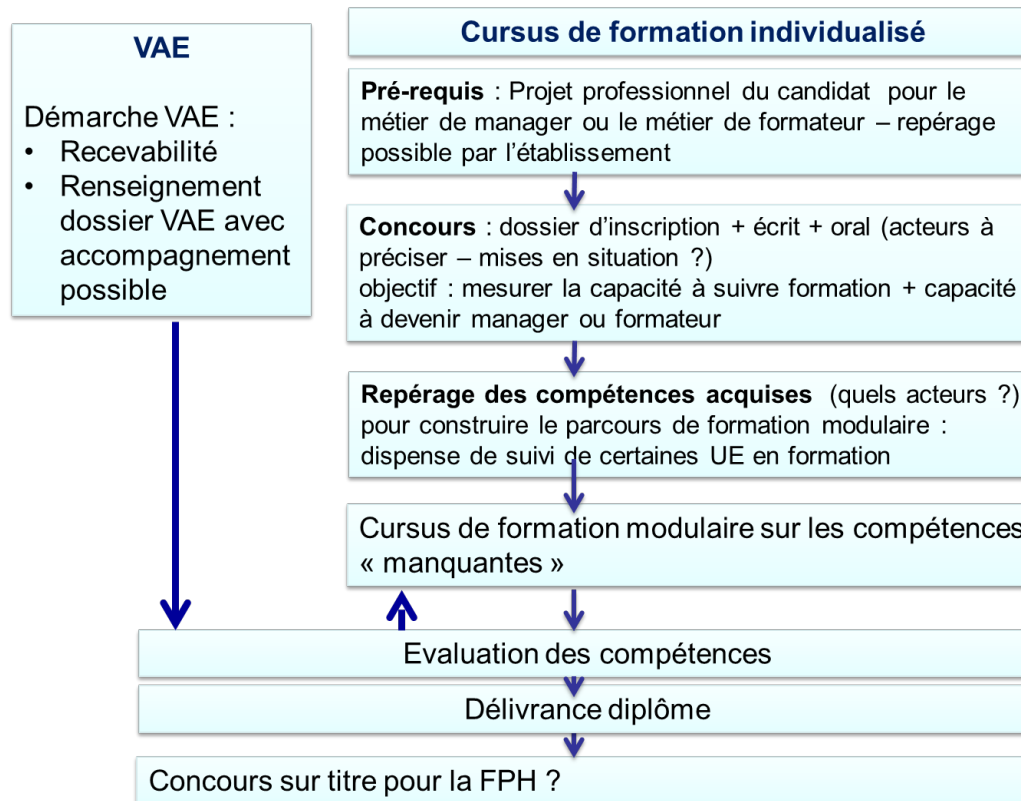 VAE
Démarche VAE :
• Recevabilité
• Renseignement
dossier VAE avec
accompagnement
possible
Cursus de formation individualisé
Pré-requis : Projet professionnel du candidat pour le
métier de manager ou le métier de formateur – repérage
possible par l’établissement
Concours : dossier d’inscription + écrit + oral (acteurs à
préciser – mises en situation ?)
objectif : mesurer la capacité à suivre formation + capacité
à devenir manager ou formateur
Repérage des compétences acquises (quels acteurs ?)
pour construire le parcours de formation modulaire :
dispense de suivi de certaines UE en formation
Cursus de formation modulaire sur les compétences
« manquantes »
Evaluation des compétences
Délivrance diplôme
Concours sur titre pour la FPH ?